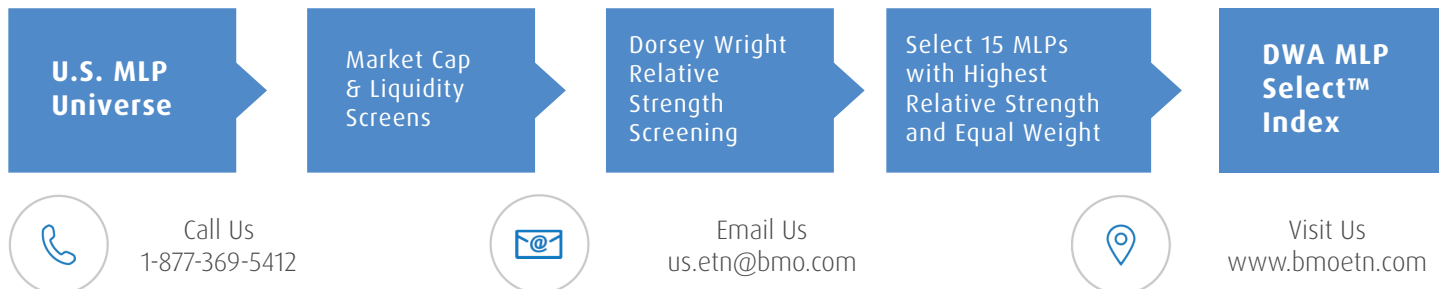 U.S. MLP
Universe
Market Cap
& Liquidity
Screens
Dorsey Wright
Relative
Strength
Screening
Select 15 MLPs
with Highest
Relative Strength
and Equal Weight
DWA MLP
Select™
Index
Call Us
1-877-369-5412
@
Email Us
us.etn@bmo.com
Visit Us
www.bmoetn.com